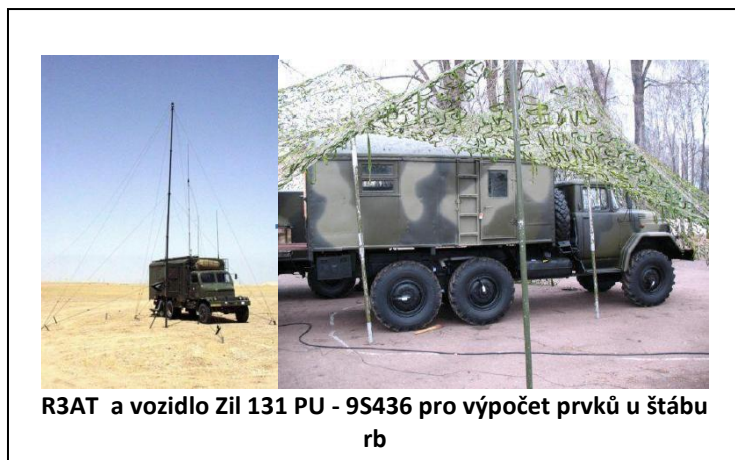 R3AT a vozidlo Zil 131 PU - 9S436 pro výpočet prvků u štábu
rb